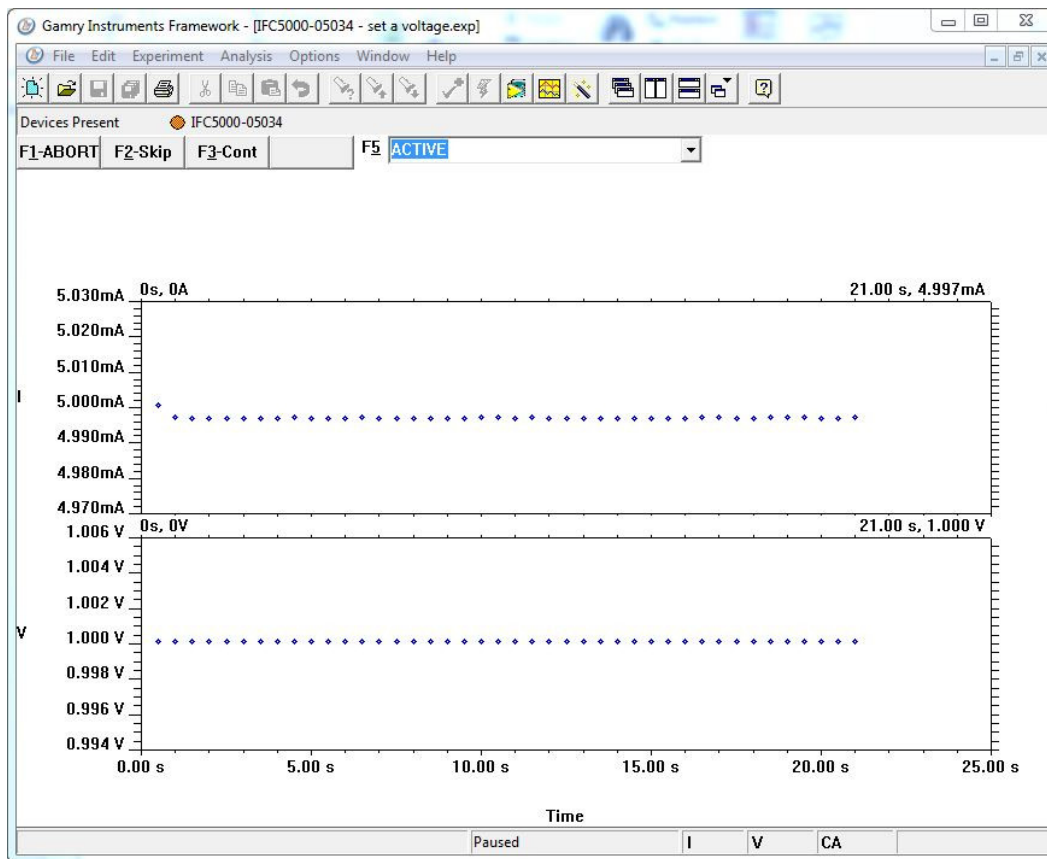 Gamry Instruments Framework - [IFC5000-05034 - set a voltage.exp]
File Edit Experiment Analysis Options Window Help
Devices Present IFC5000-05034
F1-ABORT F2-Skip F3-Cont F5 ACTIVE
0s, 0A 21.00 s, 4.997mA
5.030mA
5.020mA
5.010mA
I
5.000mA
4.990mA
4.980mA
4.970mA
0s, 0V 21.00 s, 1.000 V
1.006 V
1.004 V
1.002 V
V
1.000 V
0.998 V
0.996 V
0.994 V
0.00 s 5.00 s 10.00 s 15.00 s 20.00 s 25.00 s
Time
Paused I V CA